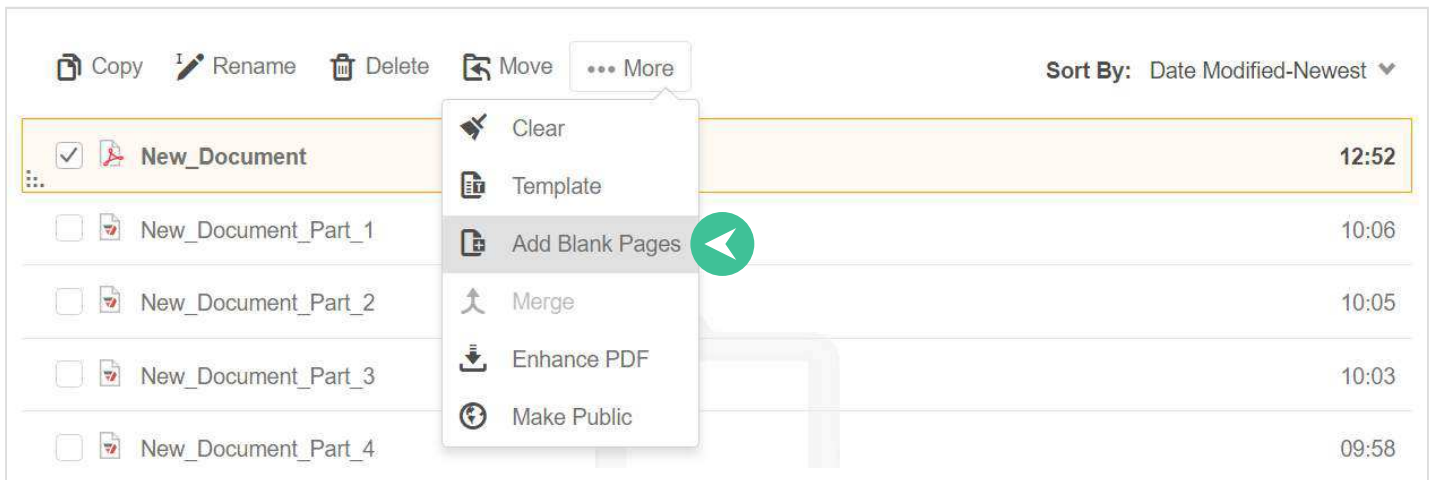 Copy Rename Delete Move ••• More Sort By: Date Modified-Newest
Clear
New_Document 12:52
Template
New_Document_Part_1 10:06
Add Blank Pages
New_Document_Part_2 10:05
Merge
Enhance PDF
New_Document_Part_3 10:03
Make Public
New_Document_Part_4 09:58